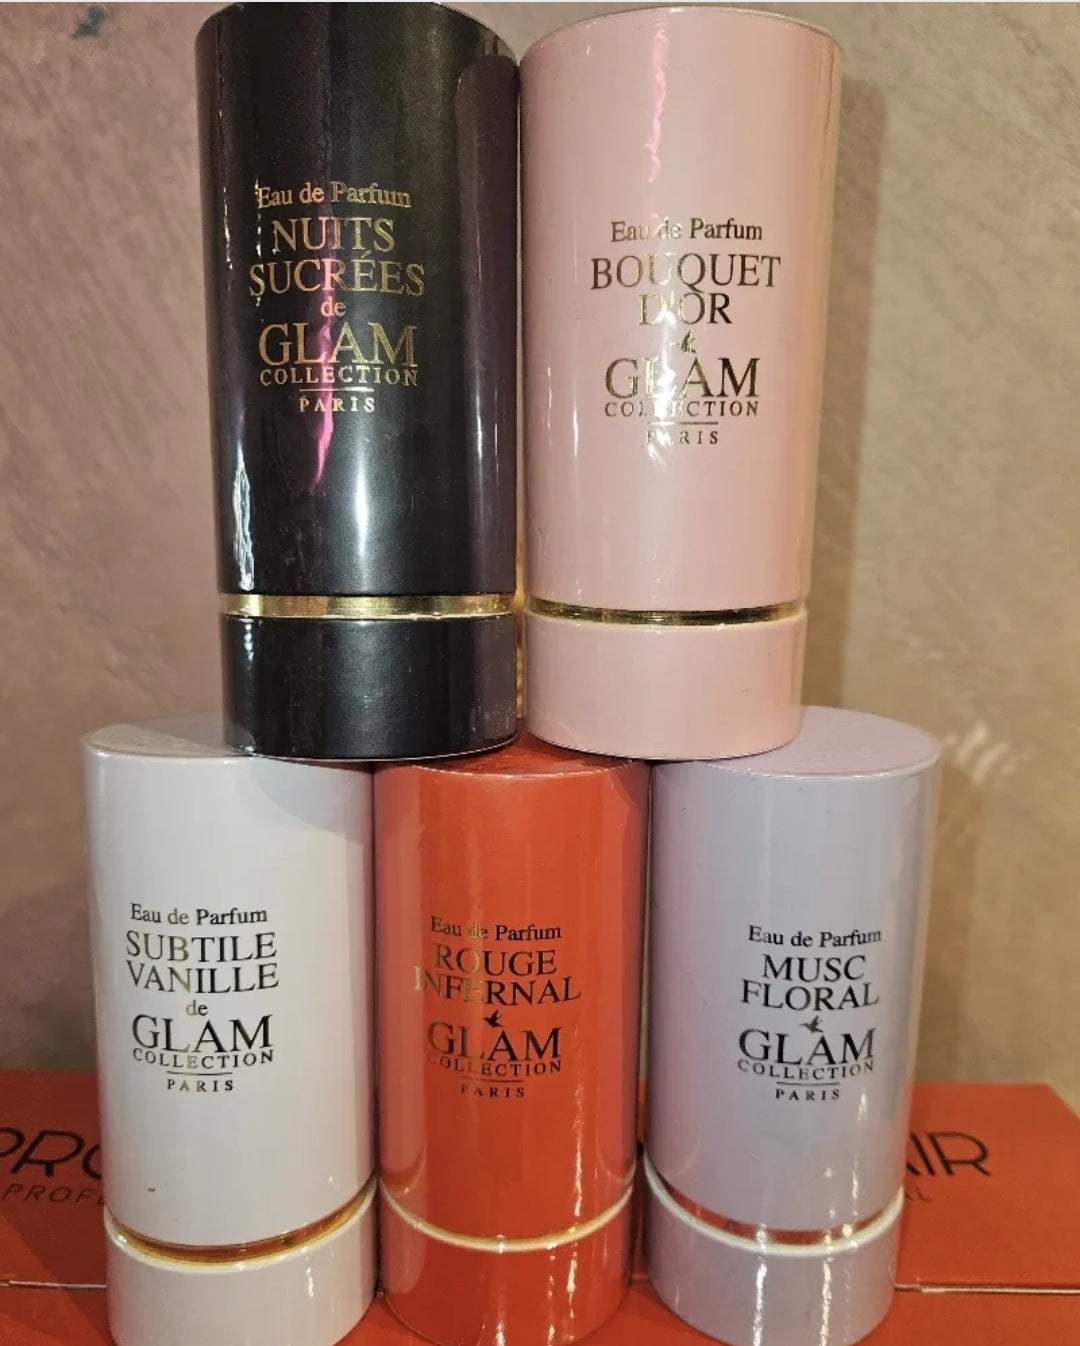 Eau de Parfum
NUITS
SUCRÉES
de
GLAM
COLLECTION
PARIS
Eau de Parfum
BOUQUET
D'OR
GLAM
COLLECTION
PARIS
Eau de Parfum
SUBTILE
VANILLE
de
GLAM
COLLECTION
PARIS
Eau de Parfum
ROUGE
INFERNAL
GLAM
COLLECTION
PARIS
Eau de Parfum
MUSC
FLORAL
GLAM
COLLECTION
PARIS